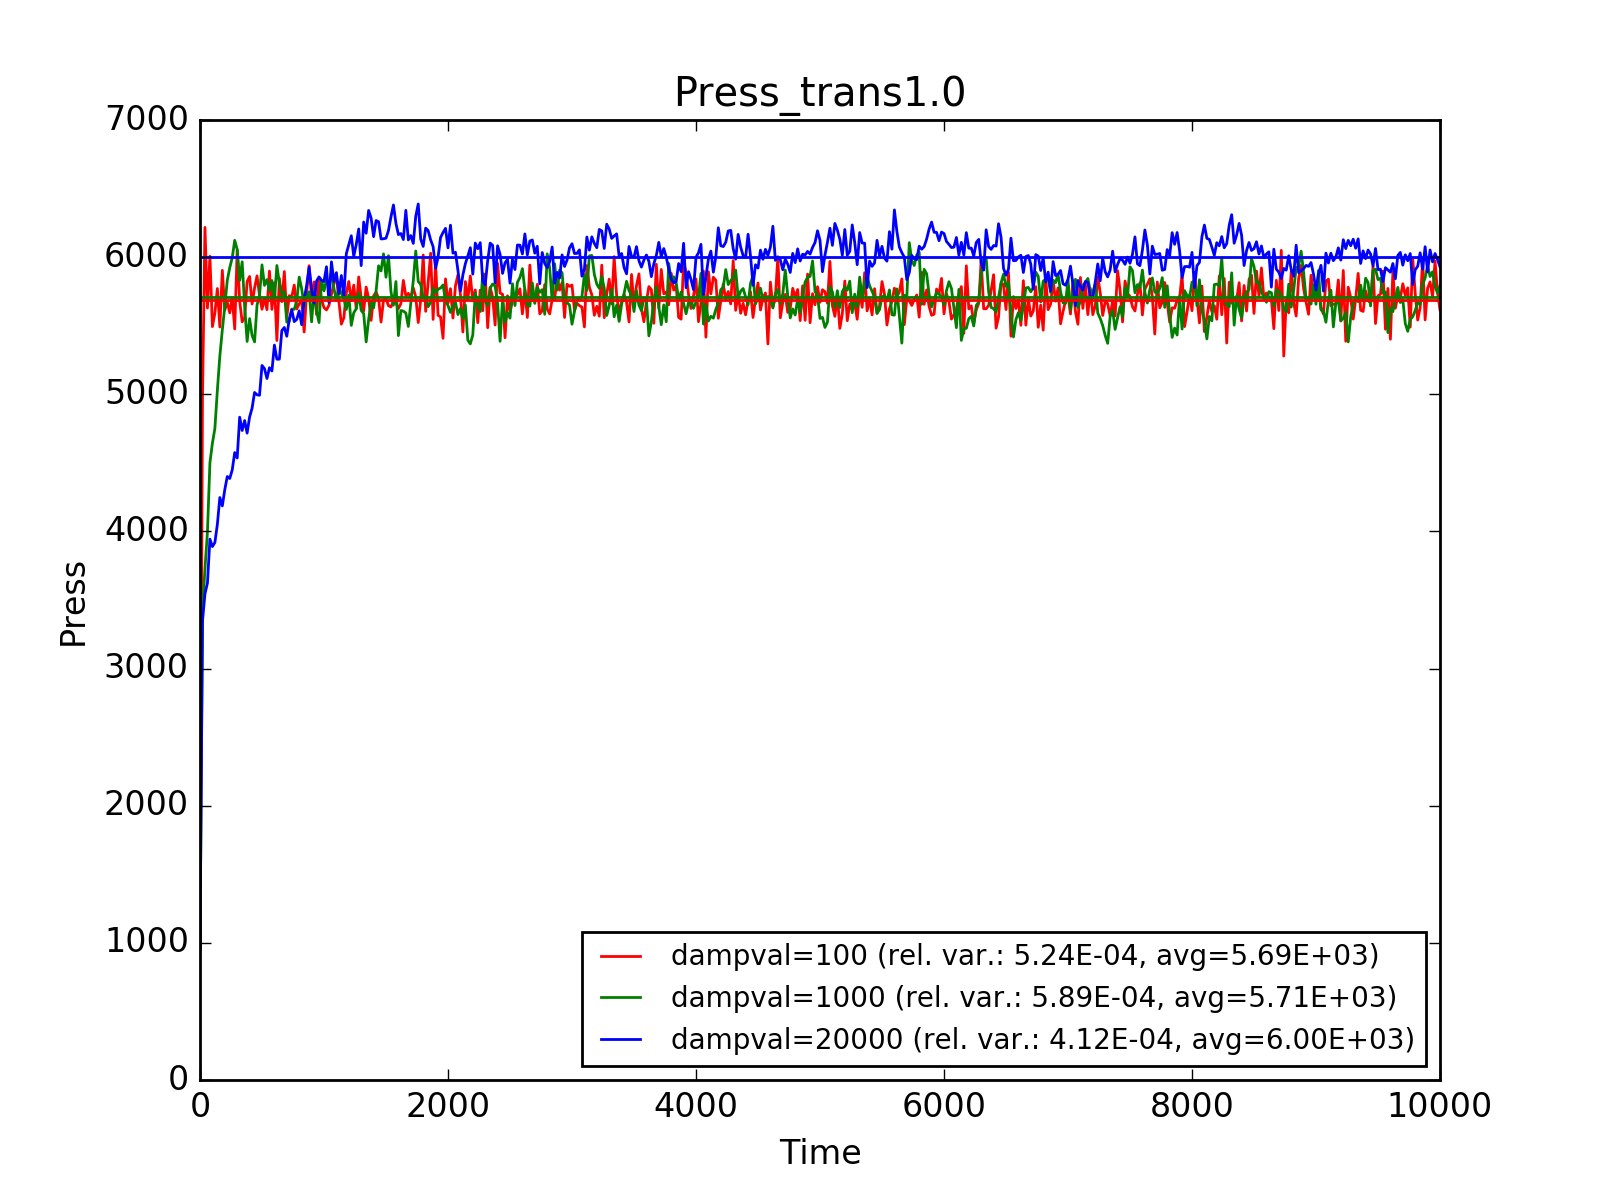 Press_trans1.0
7000
6000
5000
4000
3000
2000
1000
0
Press
dampval=100 (rel. var.: 5.24E-04, avg=5.69E+03)
dampval=1000 (rel. var.: 5.89E-04, avg=5.71E+03)
dampval=20000 (rel. var.: 4.12E-04, avg=6.00E+03)
0 2000 4000 6000 8000 10000
Time